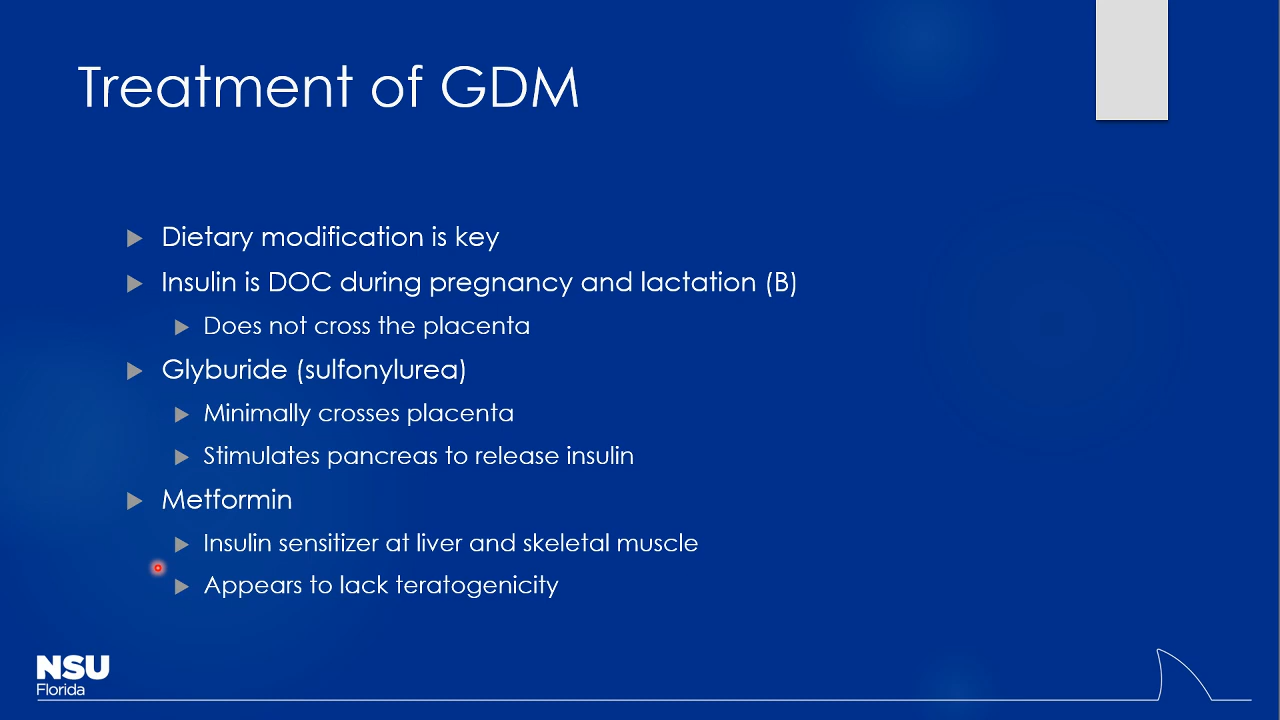 Treatment of GDM
Dietary modification is key
Insulin is DOC during pregnancy and lactation (B)
Does not cross the placenta
Glyburide (sulfonylurea)
Minimally crosses placenta
Stimulates pancreas to release insulin
Metformin
Insulin sensitizer at liver and skeletal muscle
Appears to lack teratogenicity
NSU
Florida